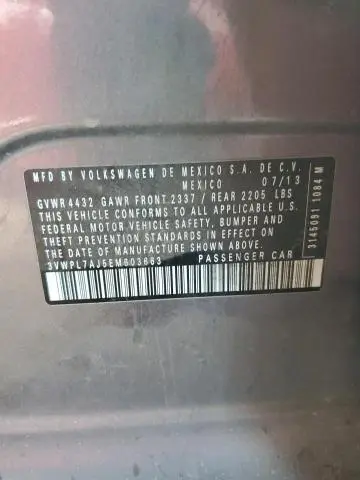 MFD BY VOLKSWAGEN DE MEXICO S.A. DE C.V.
MEXICO 07/13
GVWR 4432 GAWR FRONT 2337 / REAR 2205 LBS
THIS VEHICLE CONFORMS TO ALL APPLICABLE U.S.
FEDERAL MOTOR VEHICLE SAFETY, BUMPER AND
THEFT PREVENTION STANDARDS IN EFFECT ON
THE DATE OF MANUFACTURE SHOWN ABOVE.
3VWPL7AJ5EM603663 PASSENGER CAR
3145091 1084 M